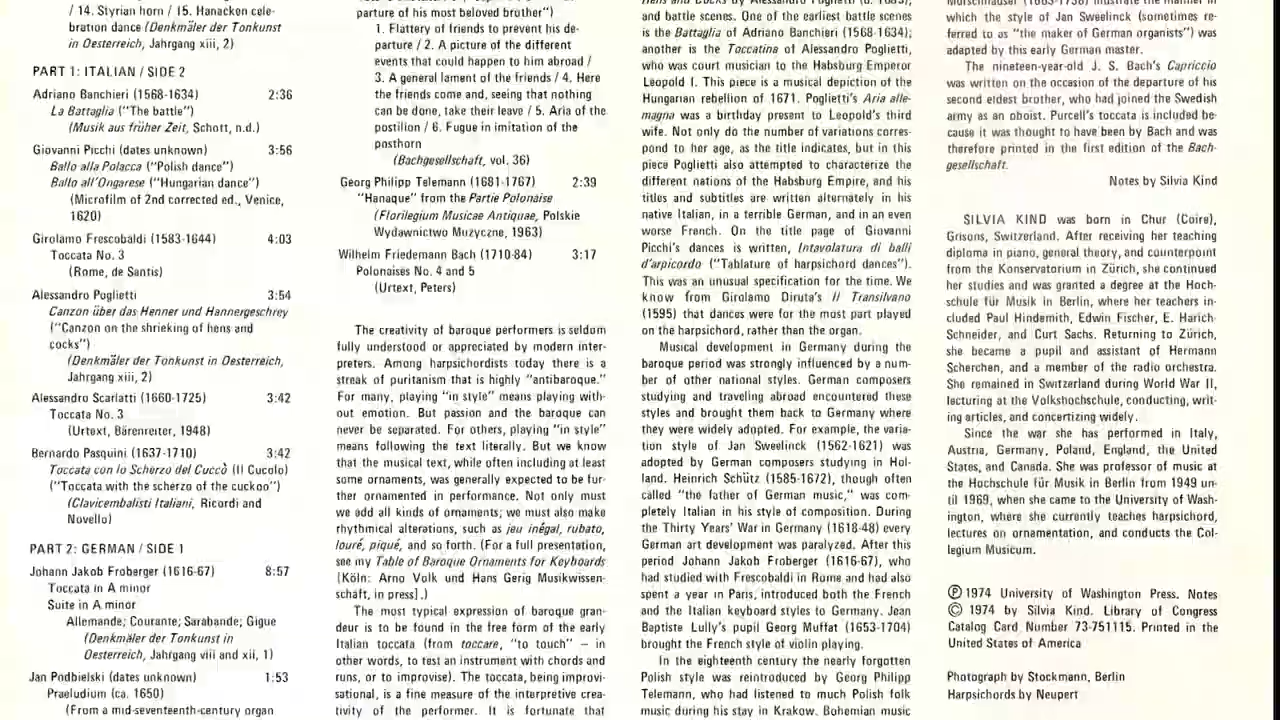 / 14. Styrian horn / 15. Hanacken cele-
bration dance (Denkmäler der Tonkunst
in Oesterreich, Jahrgang xiii, 2)
PART 1: ITALIAN / SIDE 2
Adriano Banchieri (1568-1634) 2:36
La Battaglia ("The battle")
(Musik aus früher Zeit, Schott, n.d.)
Giovanni Picchi (dates unknown) 3:56
Ballo alla Polacca ("Polish dance")
Ballo all'Ongarese ("Hungarian dance")
(Microfilm of 2nd corrected ed., Venice,
1620)
Girolamo Frescobaldi (1583-1644) 4:03
Toccata No. 3
(Rome, de Santis)
Alessandro Poglietti 3:54
Canzon über das Henner und Hannergeschrey
("Canzon on the shrieking of hens and
cocks")
(Denkmäler der Tonkunst in Oesterreich,
Jahrgang xiii, 2)
Alessandro Scarlatti (1660-1725) 3:42
Toccata No. 3
(Urtext, Bärenreiter, 1948)
Bernardo Pasquini (1637-1710) 3:42
Toccata con lo Scherzo del Cuccò (Il Cucolo)
("Toccata with the scherzo of the cuckoo")
(Clavicembalisti Italiani, Ricordi and
Novello)
PART 2: GERMAN / SIDE 1
Johann Jakob Froberger (1616-67) 8:57
Toccata in A minor
Suite in A minor
Allemande; Courante; Sarabande; Gigue
(Denkmäler der Tonkunst in
Oesterreich, Jahrgang viii and xii, 1)
Jan Podbielski (dates unknown) 1:53
Praeludium (ca. 1650)
(From a mid-seventeenth-century organ
parture of his most beloved brother")
1. Flattery of friends to prevent his de-
parture / 2. A picture of the different
events that could happen to him abroad /
3. A general lament of the friends / 4. Here
the friends come and, seeing that nothing
can be done, take their leave / 5. Aria of the
postilion / 6. Fugue in imitation of the
posthorn
(Bachgesellschaft, vol. 36)
Georg Philipp Telemann (1681-1767) 2:39
"Hanaque" from the Partie Polonaise
(Florilegium Musicae Antiquae, Polskie
Wydawnictwo Muzyczne, 1963)
Wilhelm Friedemann Bach (1710-84) 3:17
Polonaises No. 4 and 5
(Urtext, Peters)
The creativity of baroque performers is seldom
fully understood or appreciated by modern inter-
preters. Among harpsichordists today there is a
streak of puritanism that is highly "antibaroque."
For many, playing "in style" means playing with-
out emotion. But passion and the baroque can
never be separated. For others, playing "in style"
means following the text literally. But we know
that the musical text, while often including at least
some ornaments, was generally expected to be fur-
ther ornamented in performance. Not only must
we add all kinds of ornaments; we must also make
rhythmical alterations, such as jeu inégal, rubato,
louré, piqué, and so forth. (For a full presentation,
see my Table of Baroque Ornaments for Keyboards
[Köln: Arno Volk und Hans Gerig Musikwissen-
schaft, in press].)
The most typical expression of baroque gran-
deur is to be found in the free form of the early
Italian toccata (from toccare, "to touch" — in
other words, to test an instrument with chords and
runs, or to improvise). The toccata, being improvi-
sational, is a fine measure of the interpretive crea-
tivity of the performer. It is fortunate that
Hens and Cocks by Alessandro Poglietti (d. 1683),
and battle scenes. One of the earliest battle scenes
is the Battaglia of Adriano Banchieri (1568-1634);
another is the Toccatina of Alessandro Poglietti,
who was court musician to the Habsburg Emperor
Leopold I. This piece is a musical depiction of the
Hungarian rebellion of 1671. Poglietti's Aria alle-
magna was a birthday present to Leopold's third
wife. Not only do the number of variations corres-
pond to her age, as the title indicates, but in this
piece Poglietti also attempted to characterize the
different nations of the Habsburg Empire, and his
titles and subtitles are written alternately in his
native Italian, in a terrible German, and in an even
worse French. On the title page of Giovanni
Picchi's dances is written, Intavolatura di balli
d'arpicordo ("Tablature of harpsichord dances").
This was an unusual specification for the time. We
know from Girolamo Diruta's Il Transilvano
(1595) that dances were for the most part played
on the harpsichord, rather than the organ.
Musical development in Germany during the
baroque period was strongly influenced by a num-
ber of other national styles. German composers
studying and traveling abroad encountered these
styles and brought them back to Germany where
they were widely adopted. For example, the varia-
tion style of Jan Sweelinck (1562-1621) was
adopted by German composers studying in Hol-
land. Heinrich Schütz (1585-1672), though often
called "the father of German music," was com-
pletely Italian in his style of composition. During
the Thirty Years' War in Germany (1618-48) every
German art development was paralyzed. After this
period Johann Jakob Froberger (1616-67), who
had studied with Frescobaldi in Rome and had also
spent a year in Paris, introduced both the French
and the Italian keyboard styles to Germany. Jean
Baptiste Lully's pupil Georg Muffat (1653-1704)
brought the French style of violin playing.
In the eighteenth century the nearly forgotten
Polish style was reintroduced by Georg Philipp
Telemann, who had listened to much Polish folk
music during his stay in Krakow. Bohemian music
which the style of Jan Sweelinck (sometimes re-
ferred to as "the maker of German organists") was
adapted by this early German master.
The nineteen-year-old J. S. Bach's Capriccio
was written on the occasion of the departure of his
second eldest brother, who had joined the Swedish
army as an oboist. Purcell's toccata is included be-
cause it was thought to have been by Bach and was
therefore printed in the first edition of the Bach-
gesellschaft.
Notes by Silvia Kind
SILVIA KIND was born in Chur (Coire),
Grisons, Switzerland. After receiving her teaching
diploma in piano, general theory, and counterpoint
from the Konservatorium in Zürich, she continued
her studies and was granted a degree at the Hoch-
schule für Musik in Berlin, where her teachers in-
cluded Paul Hindemith, Edwin Fischer, E. Harich-
Schneider, and Curt Sachs. Returning to Zürich,
she became a pupil and assistant of Hermann
Scherchen, and a member of the radio orchestra.
She remained in Switzerland during World War II,
lecturing at the Volkshochschule, conducting, writ-
ing articles, and concertizing widely.
Since the war she has performed in Italy,
Austria, Germany, Poland, England, the United
States, and Canada. She was professor of music at
the Hochschule für Musik in Berlin from 1949 un-
til 1969, when she came to the University of Wash-
ington, where she currently teaches harpsichord,
lectures on ornamentation, and conducts the Col-
legium Musicum.
Ⓟ 1974 University of Washington Press. Notes
© 1974 by Silvia Kind. Library of Congress
Catalog Card Number 73-751115. Printed in the
United States of America
Photograph by Stockmann, Berlin
Harpsichords by Neupert